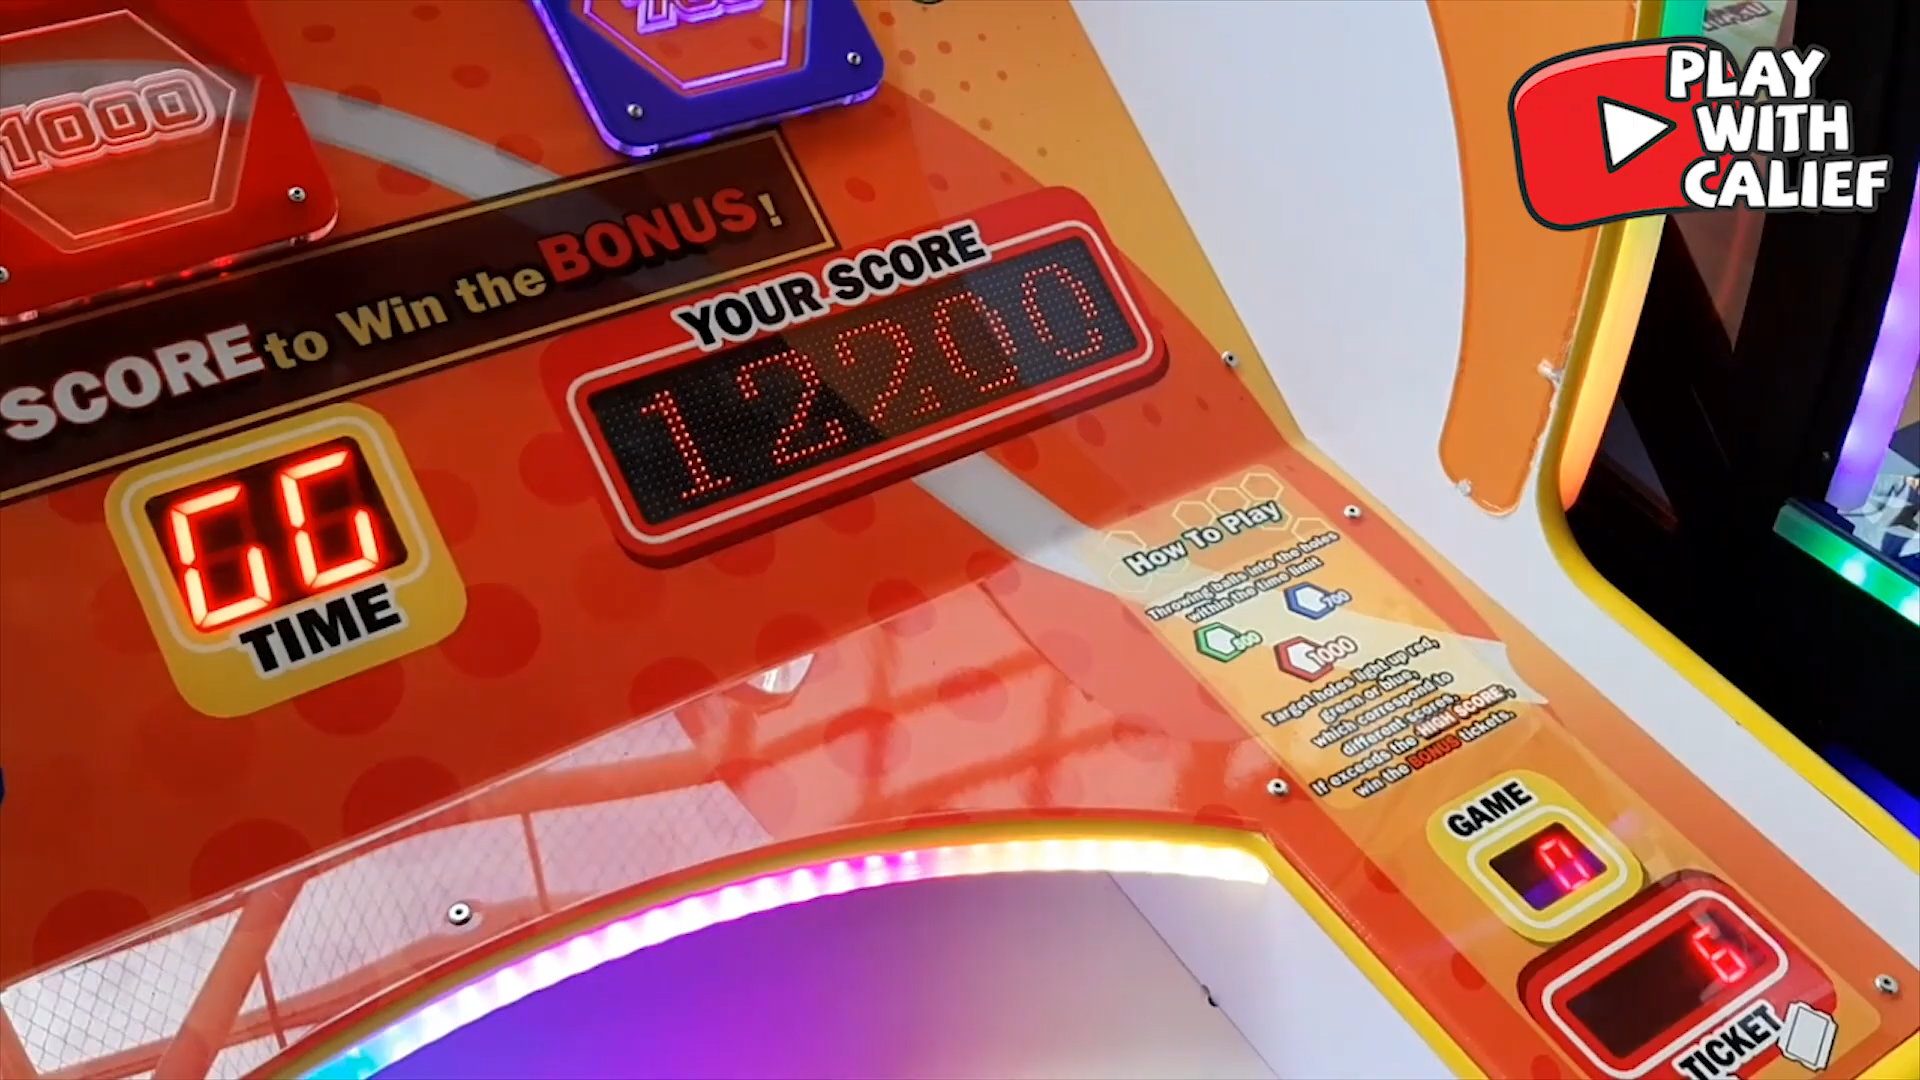 PLAY
WITH
CALIEF
1000
700
SCORE to Win the BONUS!
YOUR SCORE
12200
GG
TIME
How To Play
Throwing balls into the holes
within the time limit
700
1000
Target holes light up red,
green or blue,
which correspond to
different scores.
If exceeds the HIGH SCORE,
win the BONUS tickets.
GAME
6
TICKET